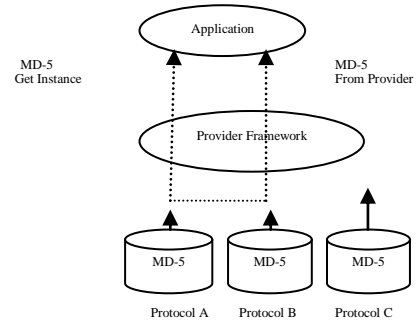 Application
MD-5
Get Instance
MD-5
From Provider
Provider Framework
MD-5
MD-5
MD-5
Protocol A
Protocol B
Protocol C